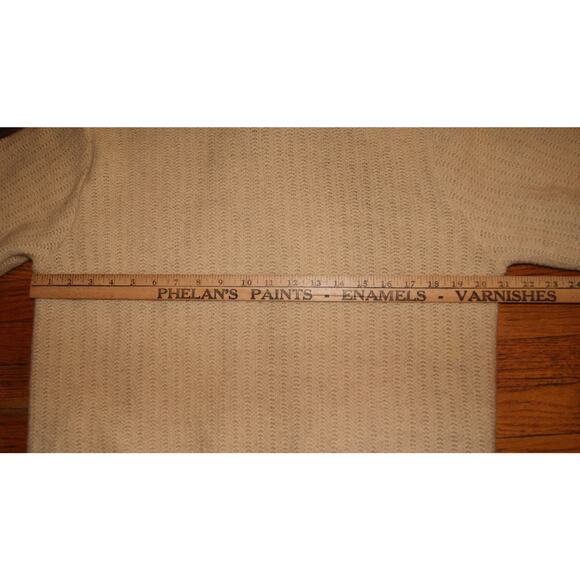 1 2 3 4 5 6 7 8 9 10 11 12 13 14 15 16 17 18 19 20 21 22 23 24
PHELAN'S PAINTS - ENAMELS - VARNISHES